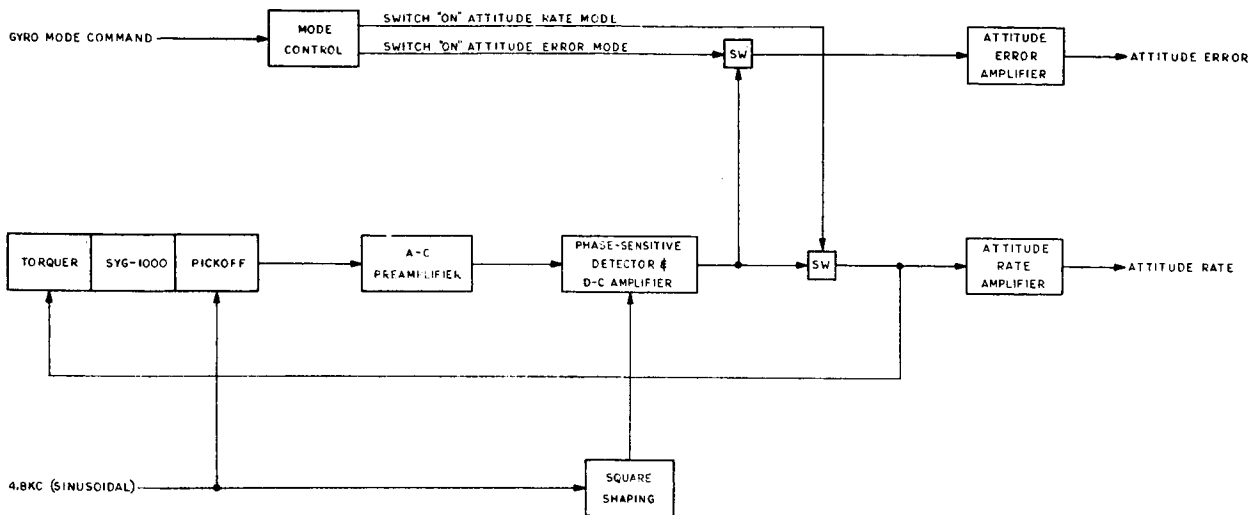 SWITCH "ON" ATTITUDE RATE MODE
GYRO MODE COMMAND
MODE
CONTROL
SWITCH "ON" ATTITUDE ERROR MODE
SW
ATTITUDE
ERROR
AMPLIFIER
ATTITUDE ERROR
TORQUER
SYG-1000
PICKOFF
A-C
PREAMPLIFIER
PHASE-SENSITIVE
DETECTOR &
D-C AMPLIFIER
SW
ATTITUDE
RATE
AMPLIFIER
ATTITUDE RATE
4.8KC (SINUSOIDAL)
SQUARE
SHAPING